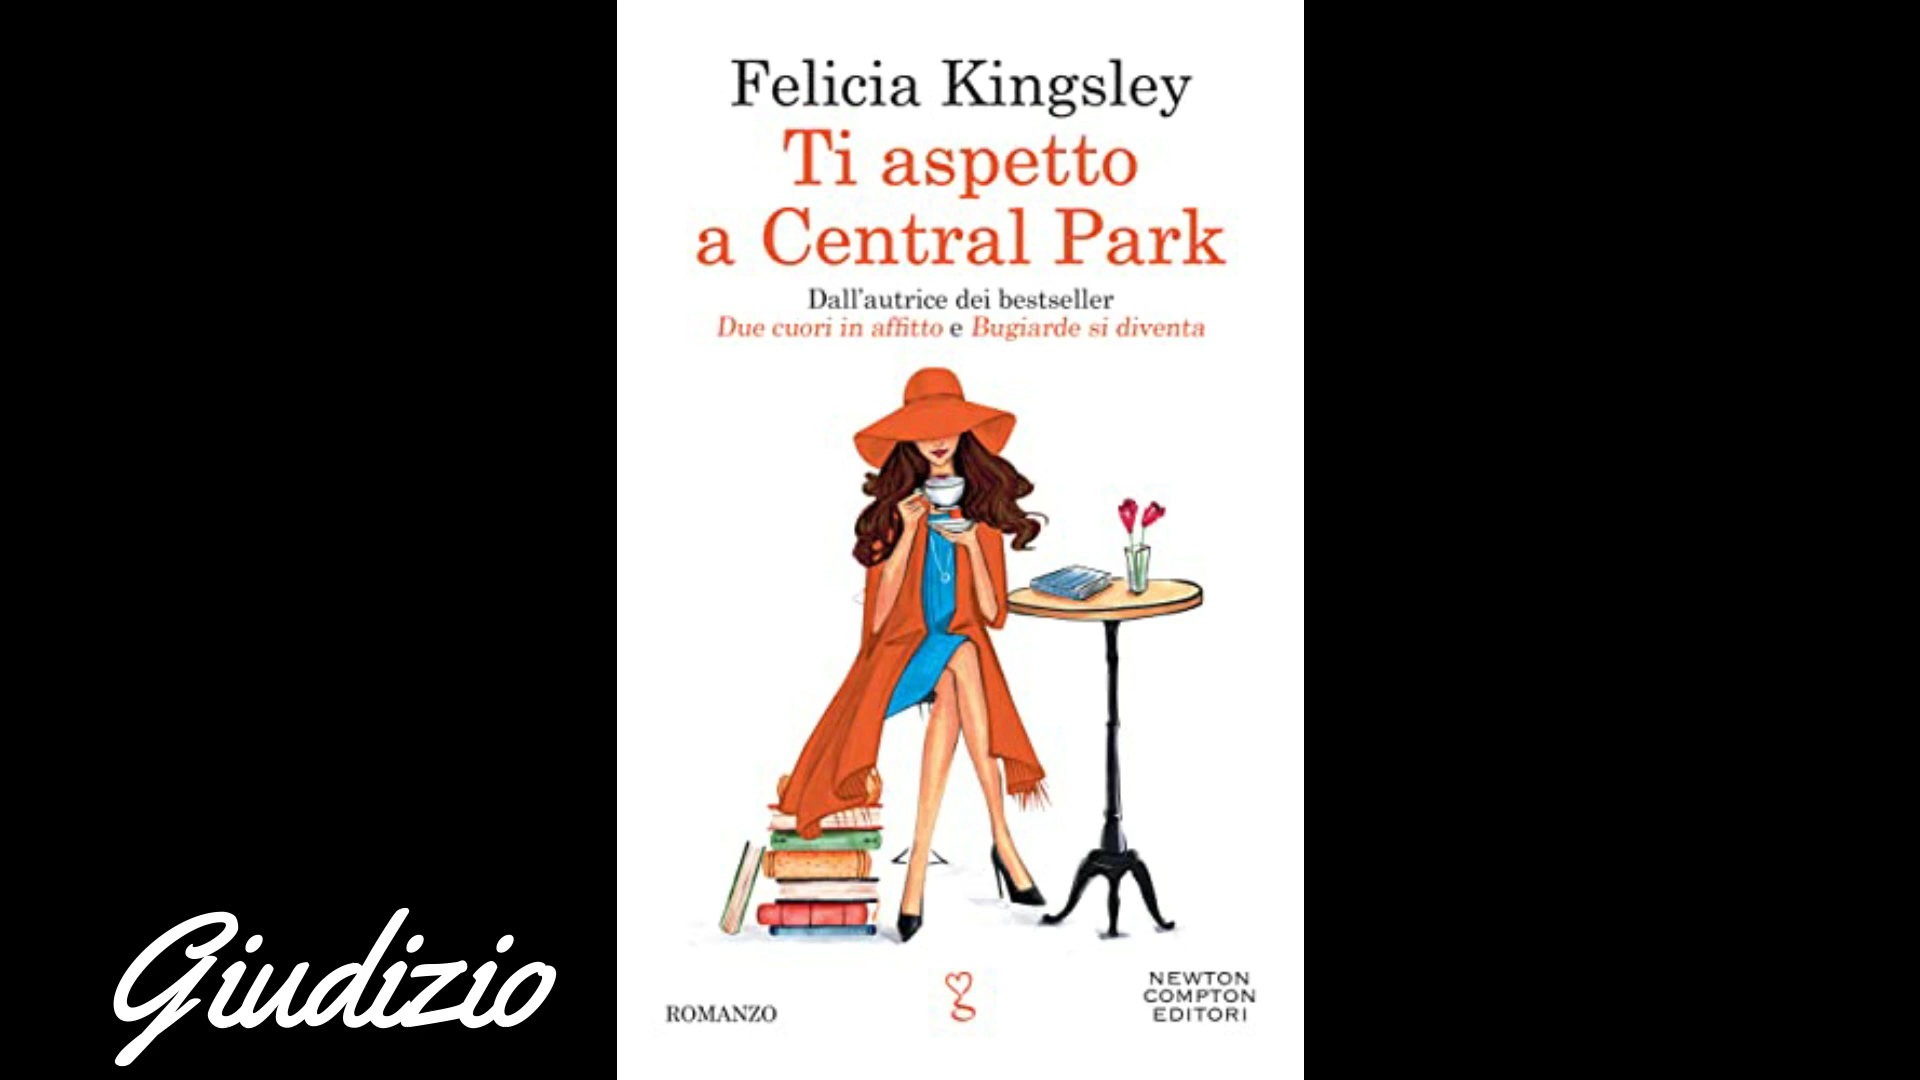 Felicia Kingsley
Ti aspetto
a Central Park
Dall'autrice dei bestseller
Due cuori in affitto e Bugiarde si diventa
Giudizio
ROMANZO
NEWTON
COMPTON
EDITORI